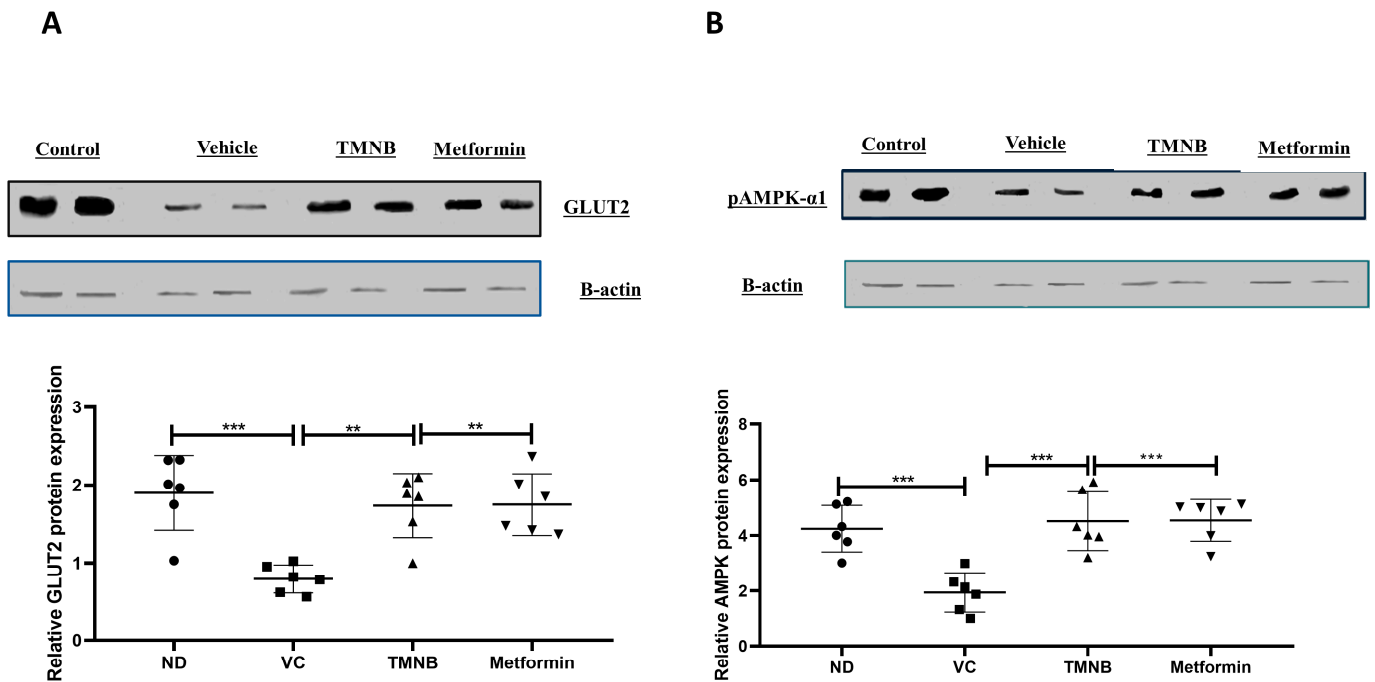 A
B
Control Vehicle TMNB Metformin
GLUT2
B-actin
Control Vehicle TMNB Metformin
pAMPK-α1
B-actin
Relative GLUT2 protein expression
3
2
1
0
*** ** **
ND VC TMNB Metformin
Relative AMPK protein expression
8
6
4
2
0
*** *** ***
ND VC TMNB Metformin